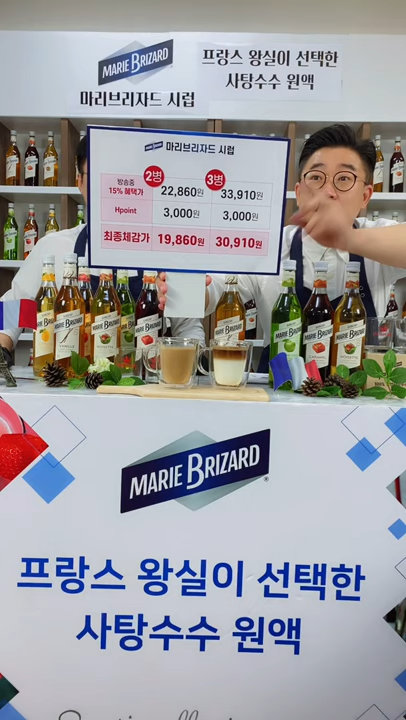 MARIE BRIZARD
마리브리자드 시럽
프랑스 왕실이 선택한
사탕수수 원액
MARIE BRIZARD 마리브리자드 시럽
2병 3병
방송중
15% 혜택가 22,860원 33,910원
Hpoint 3,000원 3,000원
최종체감가 19,860원 30,910원
MARIE BRIZARD
프랑스 왕실이 선택한
사탕수수 원액